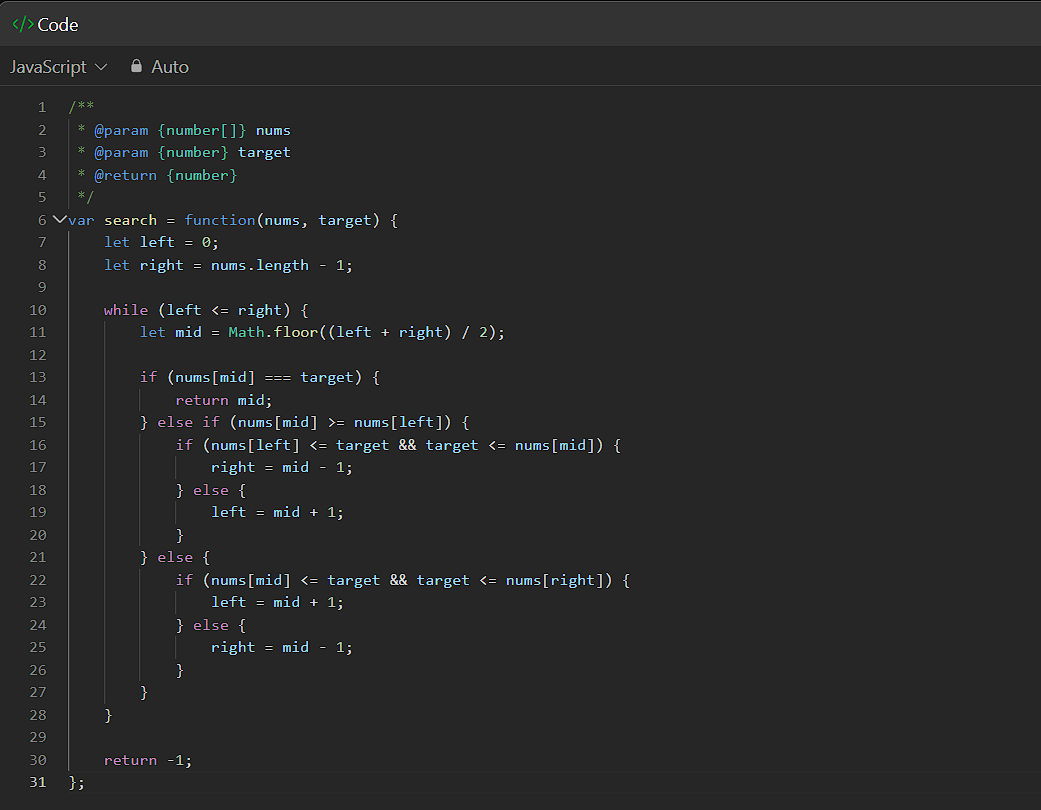 </> Code
JavaScript Auto
1 /**
2  * @param {number[]} nums
3  * @param {number} target
4  * @return {number}
5  */
6 var search = function(nums, target) {
7     let left = 0;
8     let right = nums.length - 1;
9
10     while (left <= right) {
11         let mid = Math.floor((left + right) / 2);
12
13         if (nums[mid] === target) {
14             return mid;
15         } else if (nums[mid] >= nums[left]) {
16             if (nums[left] <= target && target <= nums[mid]) {
17                 right = mid - 1;
18             } else {
19                 left = mid + 1;
20             }
21         } else {
22             if (nums[mid] <= target && target <= nums[right]) {
23                 left = mid + 1;
24             } else {
25                 right = mid - 1;
26             }
27         }
28     }
29
30     return -1;
31 };